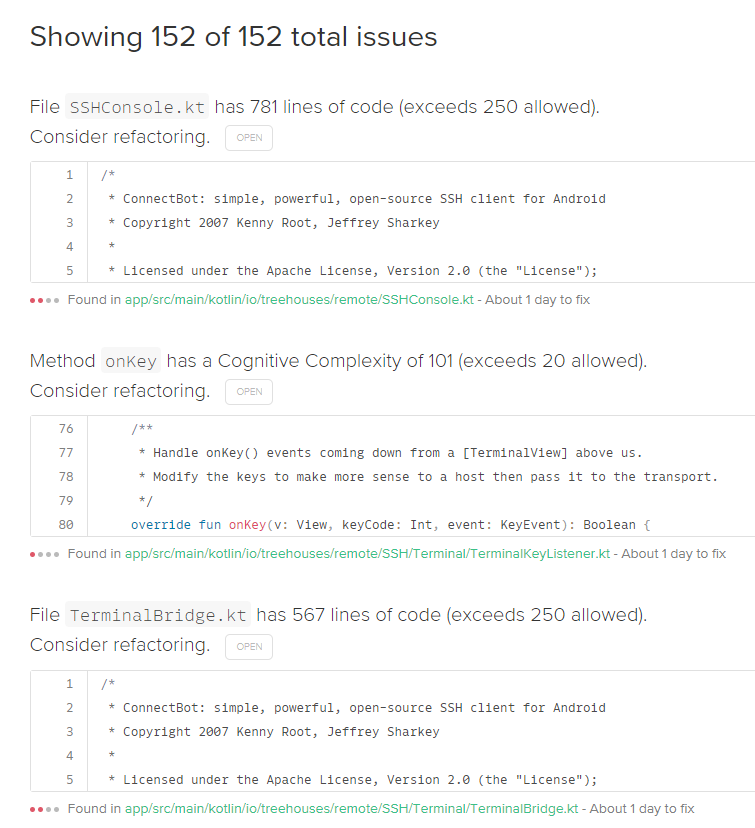 Showing 152 of 152 total issues
File SSHConsole.kt has 781 lines of code (exceeds 250 allowed).
Consider refactoring. OPEN
1 /*
2 * ConnectBot: simple, powerful, open-source SSH client for Android
3 * Copyright 2007 Kenny Root, Jeffrey Sharkey
4 *
5 * Licensed under the Apache License, Version 2.0 (the "License");
Found in app/src/main/kotlin/io/treehouses/remote/SSHConsole.kt - About 1 day to fix
Method onKey has a Cognitive Complexity of 101 (exceeds 20 allowed).
Consider refactoring. OPEN
76 /**
77 * Handle onKey() events coming down from a [TerminalView] above us.
78 * Modify the keys to make more sense to a host then pass it to the transport.
79 */
80 override fun onKey(v: View, keyCode: Int, event: KeyEvent): Boolean {
Found in app/src/main/kotlin/io/treehouses/remote/SSH/Terminal/TerminalKeyListener.kt - About 1 day to fix
File TerminalBridge.kt has 567 lines of code (exceeds 250 allowed).
Consider refactoring. OPEN
1 /*
2 * ConnectBot: simple, powerful, open-source SSH client for Android
3 * Copyright 2007 Kenny Root, Jeffrey Sharkey
4 *
5 * Licensed under the Apache License, Version 2.0 (the "License");
Found in app/src/main/kotlin/io/treehouses/remote/SSH/Terminal/TerminalBridge.kt - About 1 day to fix